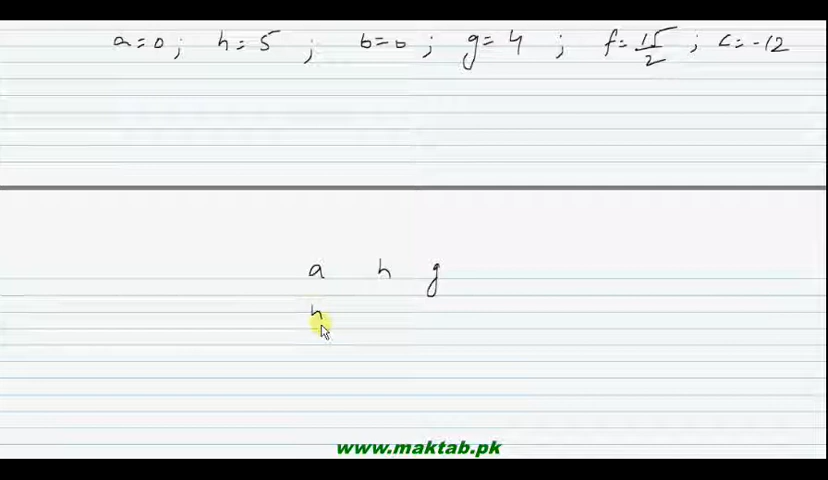 a = 0 ; h = 5 ; b = 0 ; g = 4 ; f = 15/2 ; c = -12
a h g
h
www.maktab.pk